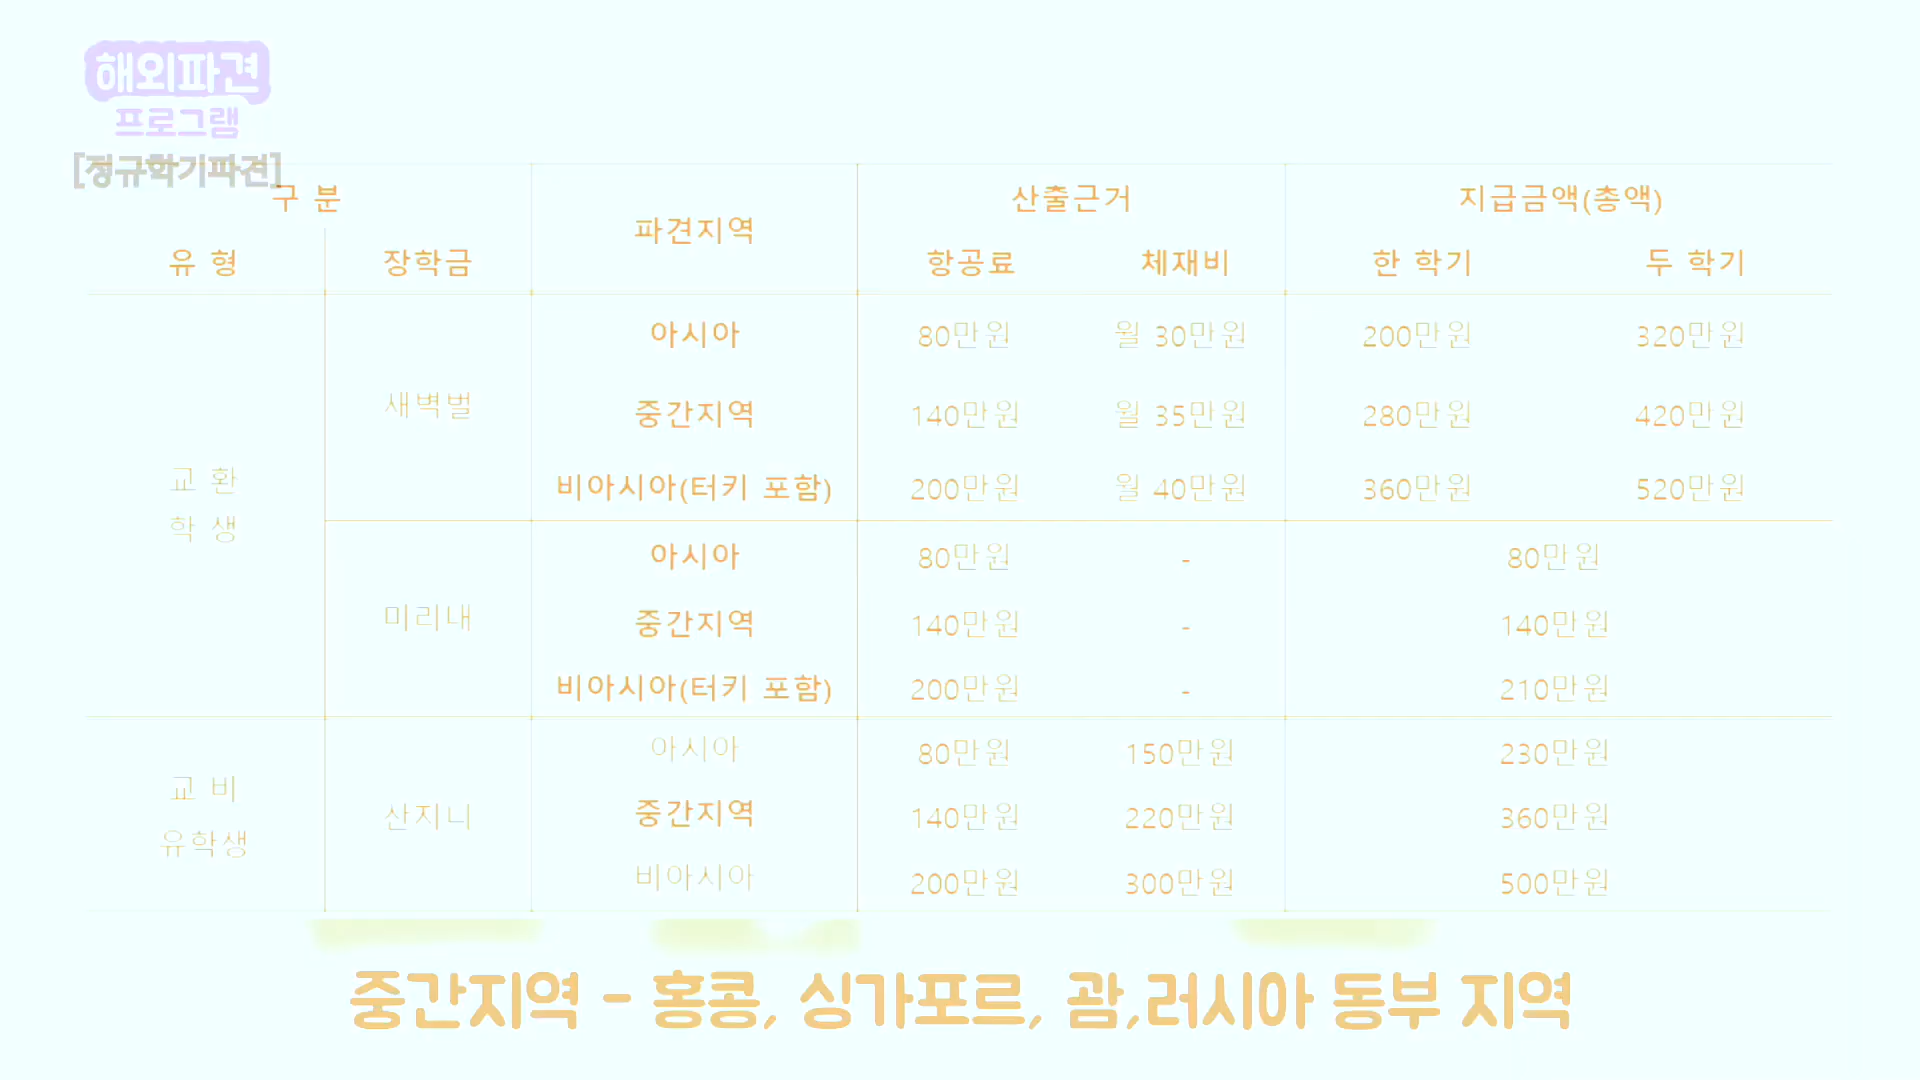 해외파견
프로그램
[정규학기파견]
구 분 파견지역 산출근거 지급금액(총액)
유 형 장학금 항공료 체재비 한 학기 두 학기
교 환
학 생
새벽벌
아시아 80만원 월 30만원 200만원 320만원
중간지역 140만원 월 35만원 280만원 420만원
비아시아(터키 포함) 200만원 월 40만원 360만원 520만원
미리내
아시아 80만원 - 80만원
중간지역 140만원 - 140만원
비아시아(터키 포함) 200만원 - 210만원
교 비
유학생
산지니
아시아 80만원 150만원 230만원
중간지역 140만원 220만원 360만원
비아시아 200만원 300만원 500만원
중간지역 - 홍콩, 싱가포르, 괌,러시아 동부 지역